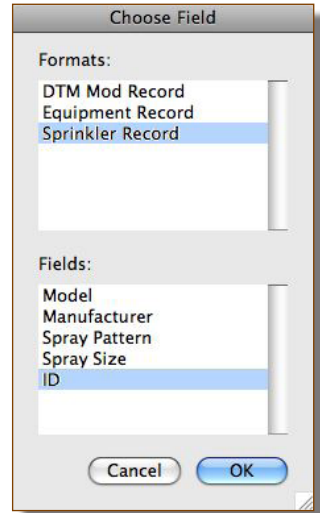 Choose Field
Formats:
DTM Mod Record
Equipment Record
Sprinkler Record
Fields:
Model
Manufacturer
Spray Pattern
Spray Size
ID
Cancel OK